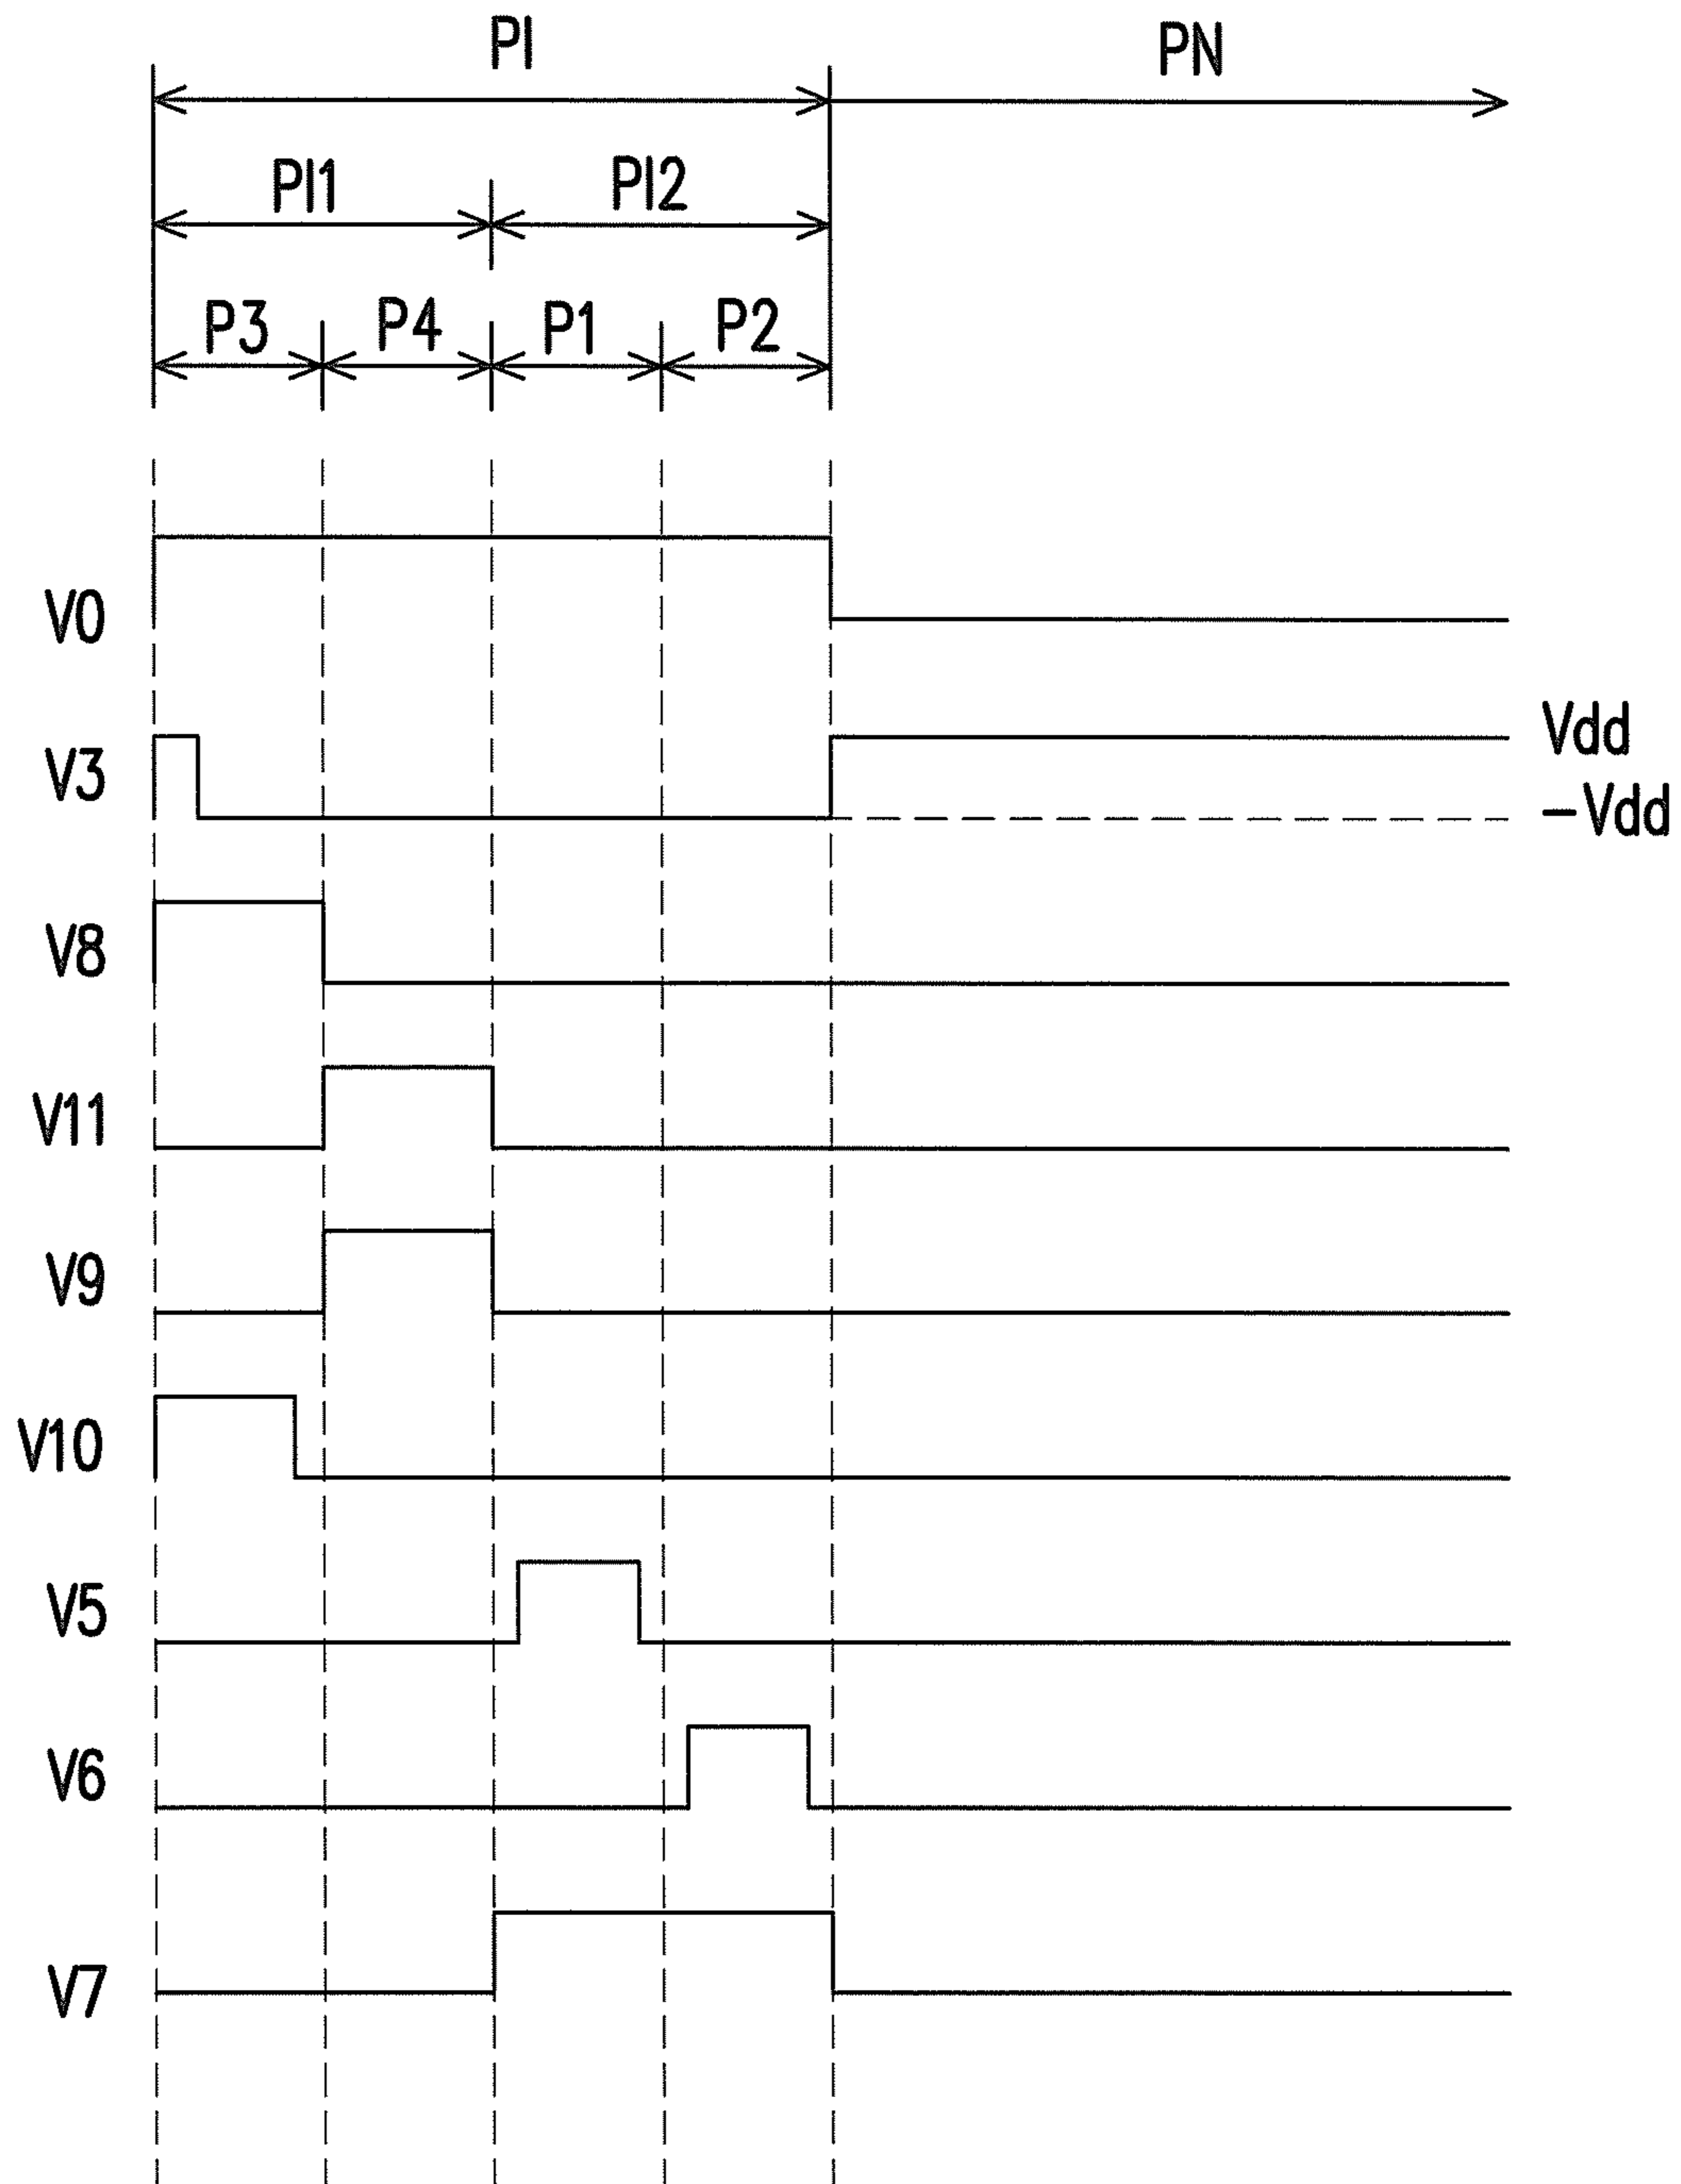 PI PN
PI1 PI2
P3 P4 P1 P2
V0
Vdd
V3
-Vdd
V8
V11
V9
V10
V5
V6
V7